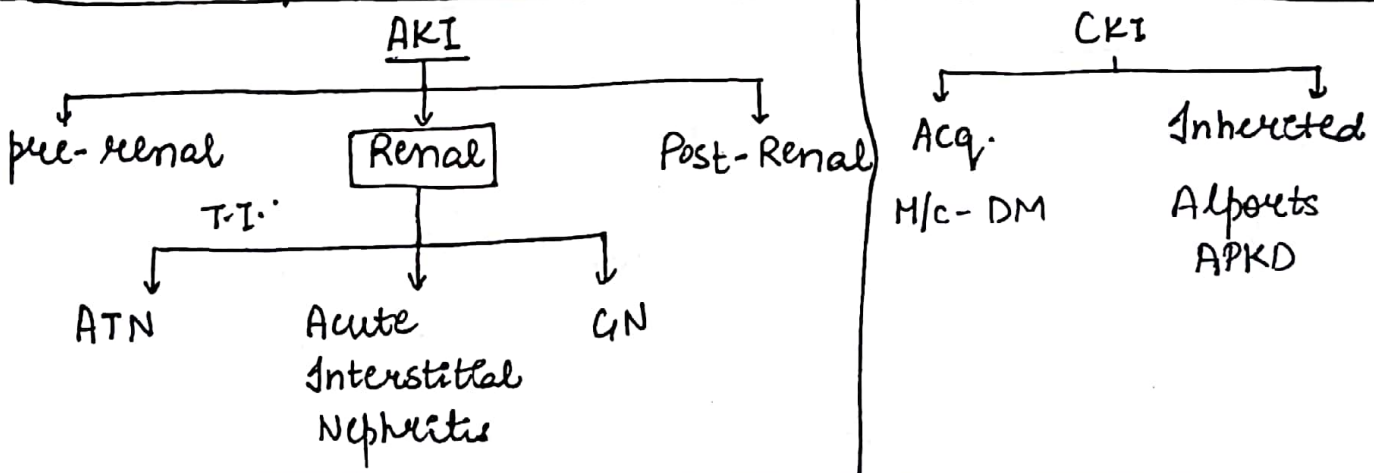 AKI
pre-renal
Renal
Post-Renal
T.I.
ATN
Acute
Interstitial
Nephritis
GN
CKI
Acq.
M/c - DM
Inherited
Alports
APKD